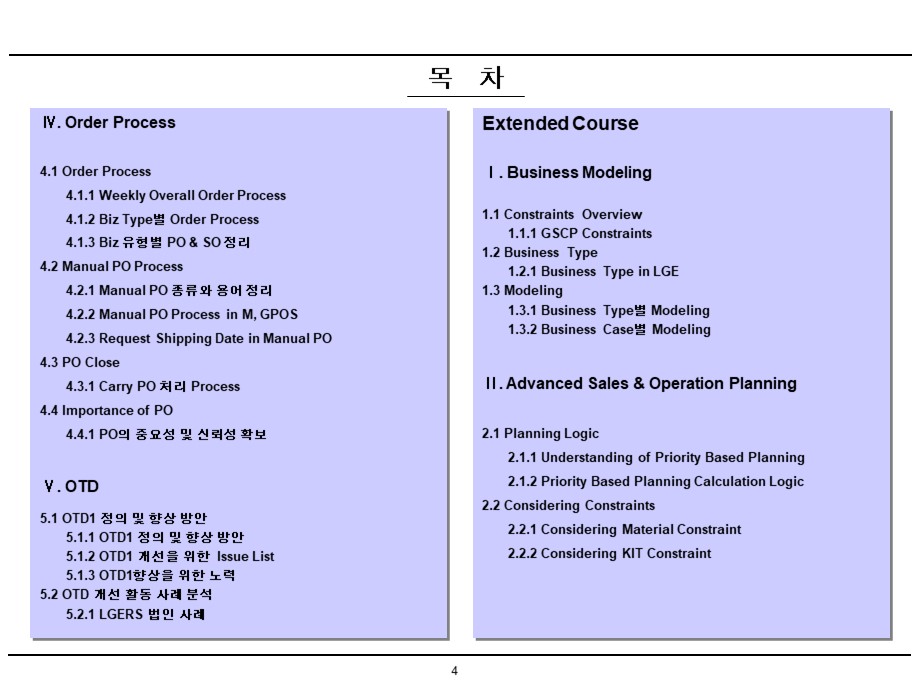 목 차
Ⅳ. Order Process
4.1 Order Process
4.1.1 Weekly Overall Order Process
4.1.2 Biz Type별 Order Process
4.1.3 Biz 유형별 PO & SO 정리
4.2 Manual PO Process
4.2.1 Manual PO 종류와 용어 정리
4.2.2 Manual PO Process in M, GPOS
4.2.3 Request Shipping Date in Manual PO
4.3 PO Close
4.3.1 Carry PO 처리 Process
4.4 Importance of PO
4.4.1 PO의 중요성 및 신뢰성 확보
Ⅴ. OTD
5.1 OTD1 정의 및 향상 방안
5.1.1 OTD1 정의 및 향상 방안
5.1.2 OTD1 개선을 위한 Issue List
5.1.3 OTD1향상을 위한 노력
5.2 OTD 개선 활동 사례 분석
5.2.1 LGERS 법인 사례
Extended Course
Ⅰ. Business Modeling
1.1 Constraints Overview
1.1.1 GSCP Constraints
1.2 Business Type
1.2.1 Business Type in LGE
1.3 Modeling
1.3.1 Business Type별 Modeling
1.3.2 Business Case별 Modeling
Ⅱ. Advanced Sales & Operation Planning
2.1 Planning Logic
2.1.1 Understanding of Priority Based Planning
2.1.2 Priority Based Planning Calculation Logic
2.2 Considering Constraints
2.2.1 Considering Material Constraint
2.2.2 Considering KIT Constraint
4